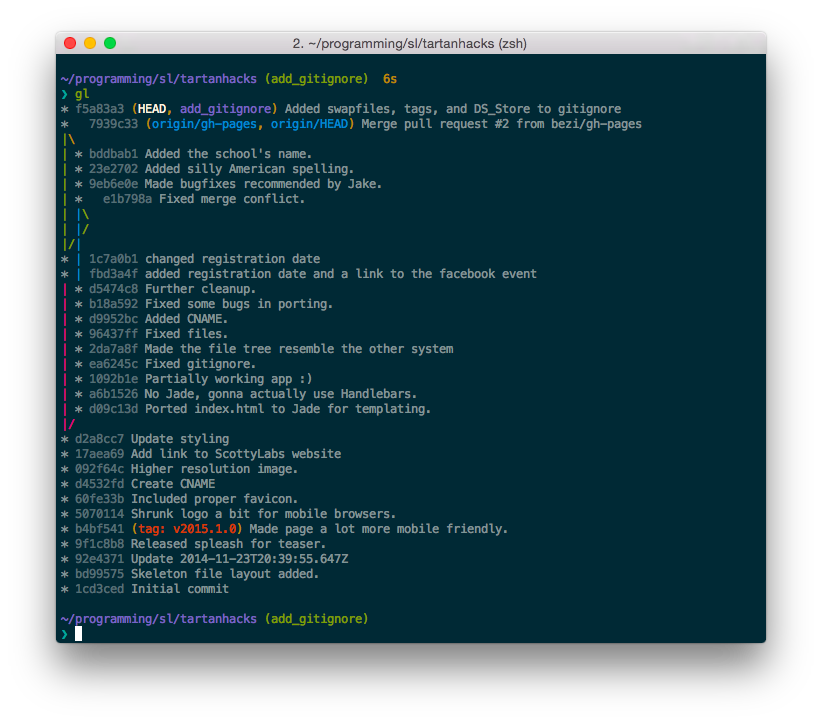 2. ~/programming/sl/tartanhacks (zsh)
~/programming/sl/tartanhacks (add_gitignore)  6s
❯ gl
* f5a83a3 (HEAD, add_gitignore) Added swapfiles, tags, and DS_Store to gitignore
*   7939c33 (origin/gh-pages, origin/HEAD) Merge pull request #2 from bezi/gh-pages
|\
| * bddbab1 Added the school's name.
| * 23e2702 Added silly American spelling.
| * 9eb6e0e Made bugfixes recommended by Jake.
| *   e1b798a Fixed merge conflict.
| |\
| |/
|/|
* | 1c7a0b1 changed registration date
* | fbd3a4f added registration date and a link to the facebook event
| * d5474c8 Further cleanup.
| * b18a592 Fixed some bugs in porting.
| * d9952bc Added CNAME.
| * 96437ff Fixed files.
| * 2da7a8f Made the file tree resemble the other system
| * ea6245c Fixed gitignore.
| * 1092b1e Partially working app :)
| * a6b1526 No Jade, gonna actually use Handlebars.
| * d09c13d Ported index.html to Jade for templating.
|/
* d2a8cc7 Update styling
* 17aea69 Add link to ScottyLabs website
* 092f64c Higher resolution image.
* d4532fd Create CNAME
* 60fe33b Included proper favicon.
* 5070114 Shrunk logo a bit for mobile browsers.
* b4bf541 (tag: v2015.1.0) Made page a lot more mobile friendly.
* 9f1c8b8 Released spleash for teaser.
* 92e4371 Update 2014-11-23T20:39:55.647Z
* bd99575 Skeleton file layout added.
* 1cd3ced Initial commit
~/programming/sl/tartanhacks (add_gitignore)
❯